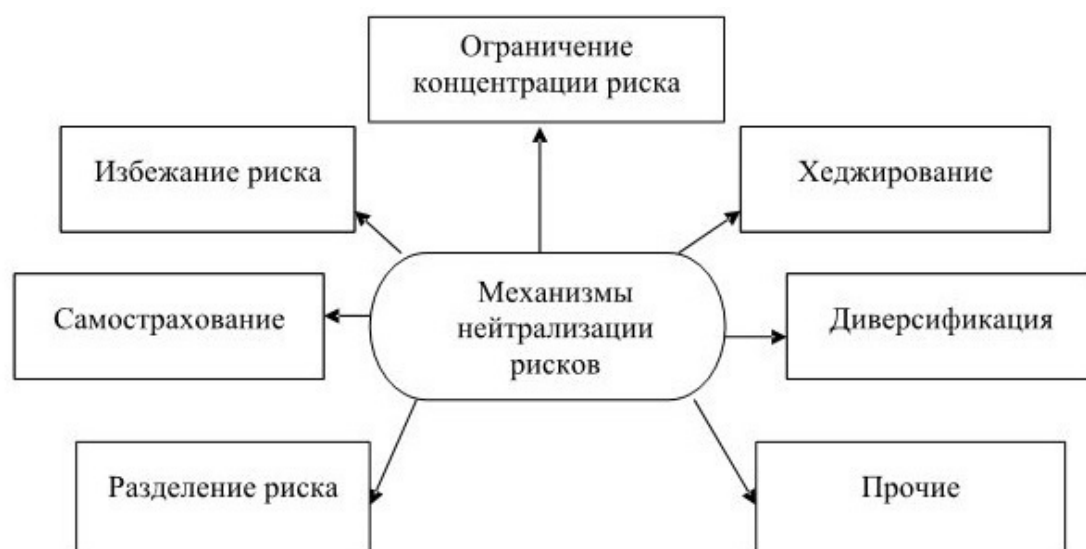 Ограничение
концентрации риска
Избежание риска
Хеджирование
Механизмы
нейтрализации
рисков
Самострахование
Диверсификация
Разделение риска
Прочие